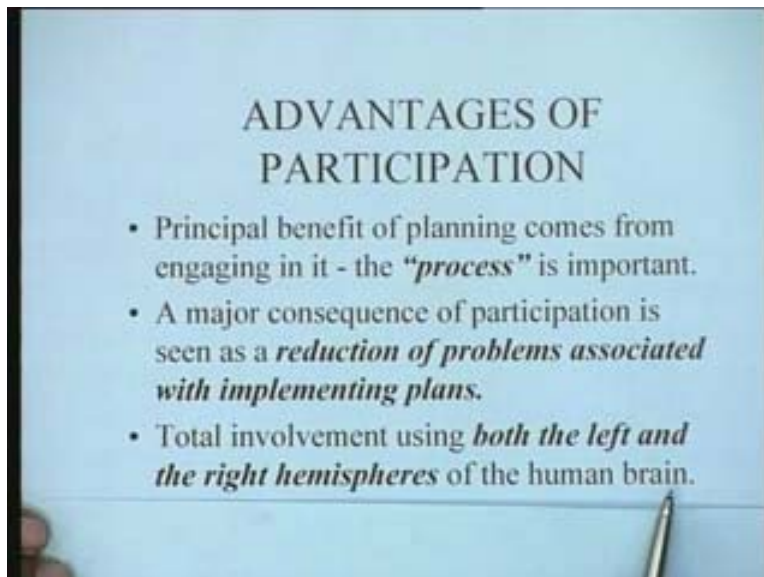 ADVANTAGES OF
PARTICIPATION
• Principal benefit of planning comes from
engaging in it - the “process” is important.
• A major consequence of participation is
seen as a reduction of problems associated
with implementing plans.
• Total involvement using both the left and
the right hemispheres of the human brain.